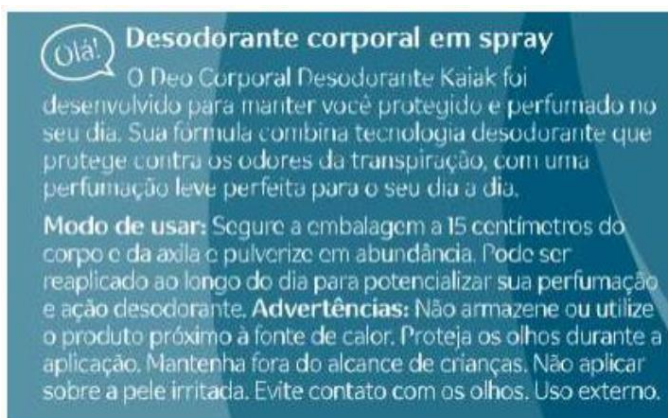 Olá!
Desodorante corporal em spray
O Deo Corporal Desodorante Kaiak foi
desenvolvido para manter você protegido e perfumado no
seu dia. Sua fórmula combina tecnologia desodorante que
protege contra os odores da transpiração, com uma
perfumação leve perfeita para o seu dia a dia.
Modo de usar: Segure a embalagem a 15 centímetros do
corpo e da axila e pulverize em abundância. Pode ser
reaplicado ao longo do dia para potencializar sua perfumação
e ação desodorante. Advertências: Não armazene ou utilize
o produto próximo à fonte de calor. Proteja os olhos durante a
aplicação. Mantenha fora do alcance de crianças. Não aplicar
sobre a pele irritada. Evite contato com os olhos. Uso externo.